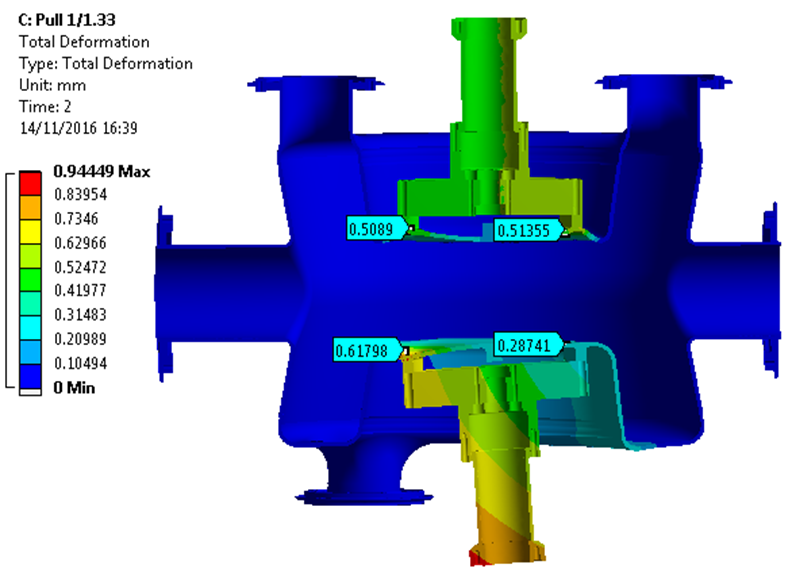 C: Pull 1/1.33
Total Deformation
Type: Total Deformation
Unit: mm
Time: 2
14/11/2016 16:39
0.94449 Max
0.83954
0.7346
0.62966
0.52472
0.41977
0.31483
0.20989
0.10494
0 Min
0.5089
0.51355
0.61798
0.28741